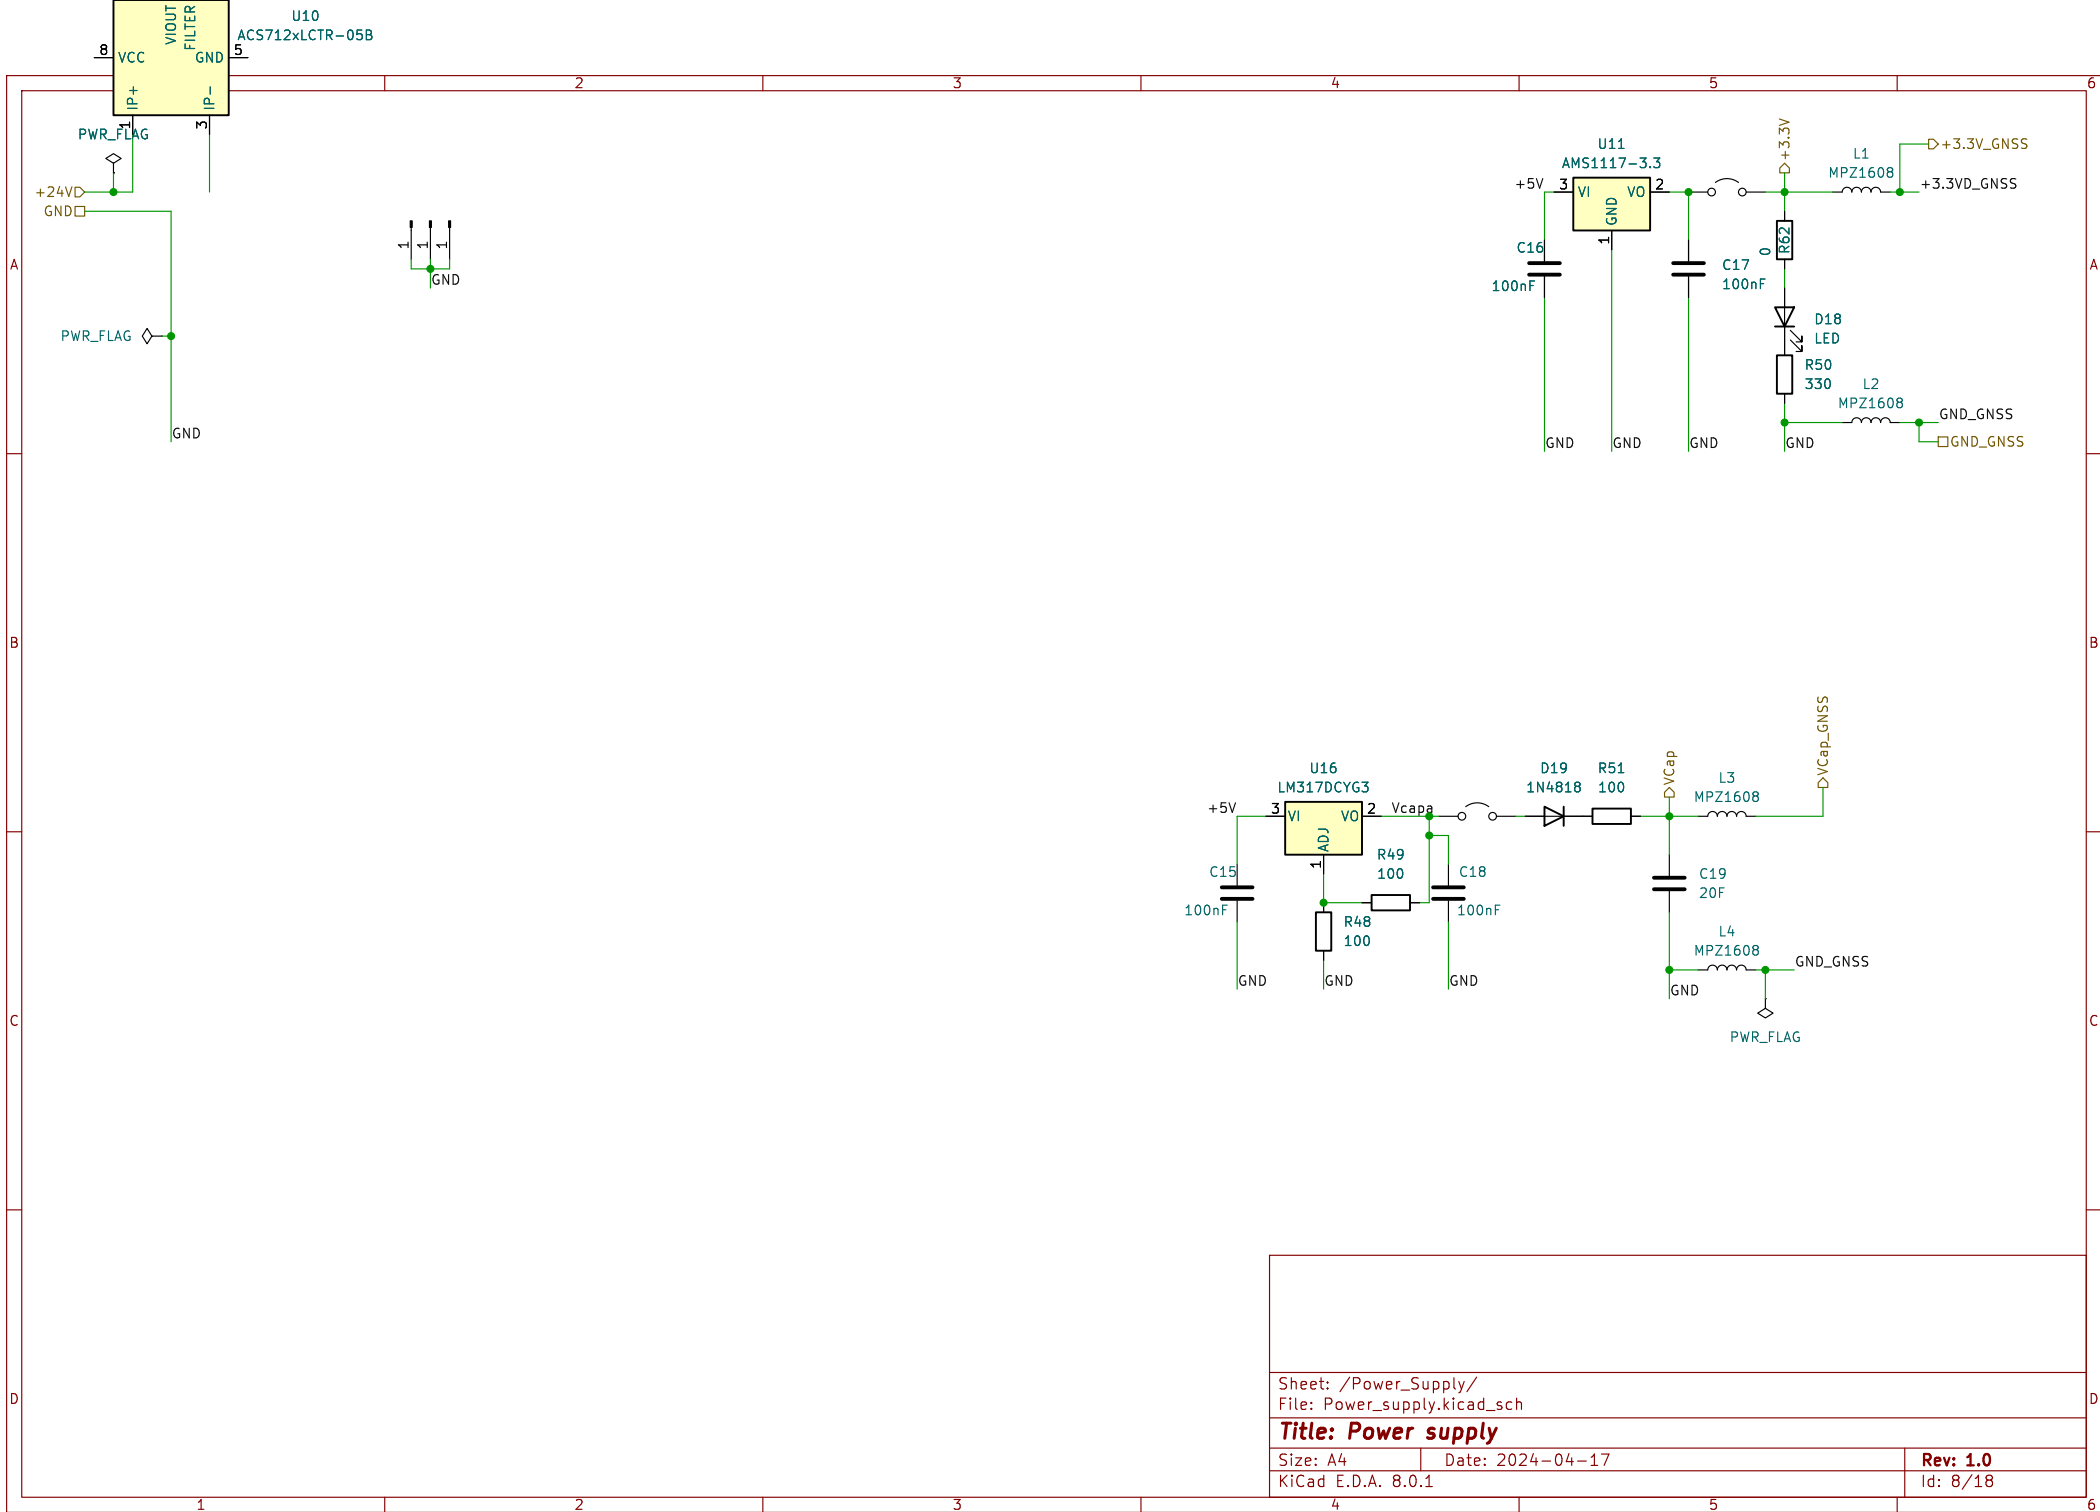 U10
ACS712xLCTR-05B
VIOUT
FILTER
8
VCC
GND
5
IP+
IP-
1
3
PWR_FLAG
+24V
GND
PWR_FLAG
GND
1
1
1
GND
2
3
4
5
6
U11
AMS1117-3.3
+5V
3
VI
VO
2
GND
1
C16
100nF
C17
100nF
+3.3V
L1
MPZ1608
+3.3V_GNSS
+3.3VD_GNSS
R62
0
D18
LED
R50
330
L2
MPZ1608
GND_GNSS
GND_GNSS
GND
GND
GND
GND
A
A
B
B
U16
LM317DCYG3
+5V
3
VI
VO
2
ADJ
1
Vcapa
C15
100nF
R49
100
R48
100
C18
100nF
GND
GND
GND
D19
1N4818
R51
100
VCap
L3
MPZ1608
VCap_GNSS
C19
20F
L4
MPZ1608
GND_GNSS
GND
PWR_FLAG
C
C
D
D
Sheet: /Power_Supply/
File: Power_supply.kicad_sch
Title: Power supply
Size: A4
Date: 2024-04-17
Rev: 1.0
KiCad E.D.A. 8.0.1
Id: 8/18
1
2
3
4
5
6